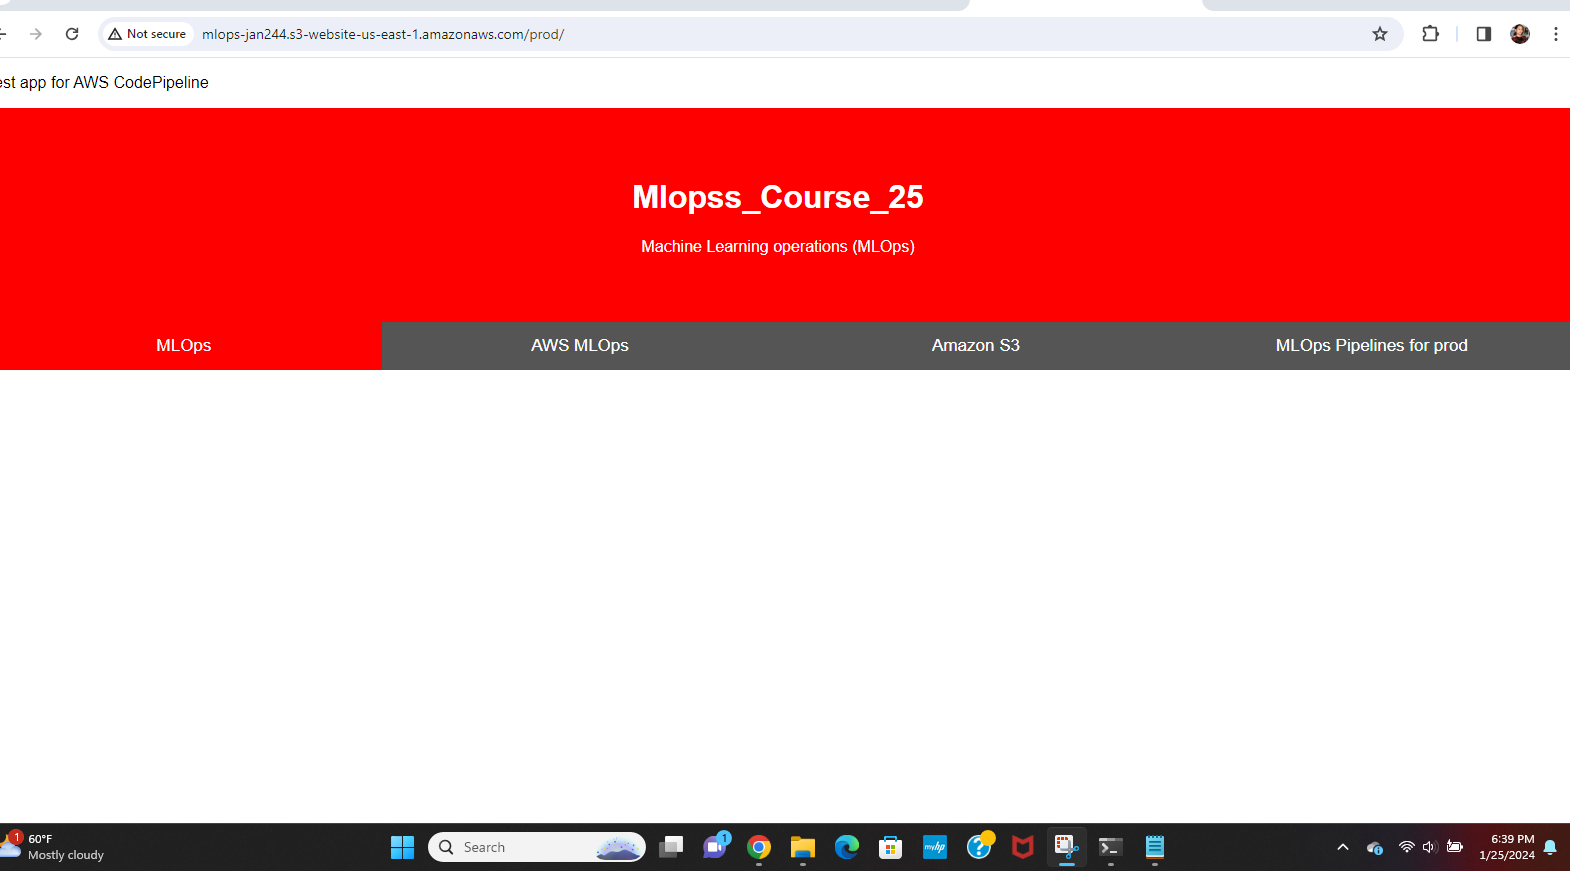 Not secure
mlops-jan244.s3-website-us-east-1.amazonaws.com/prod/
est app for AWS CodePipeline
Mlopss_Course_25
Machine Learning operations (MLOps)
MLOps
AWS MLOps
Amazon S3
MLOps Pipelines for prod
1
60°F
Mostly cloudy
Search
1
myhp
6:39 PM
1/25/2024